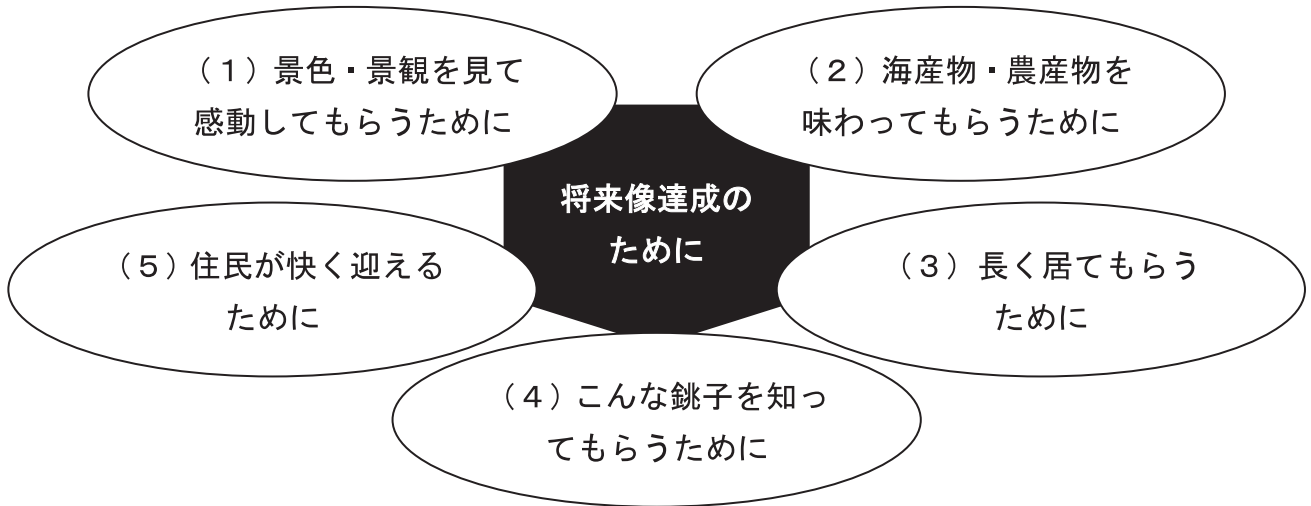 （１）景色・景観を見て
感動してもらうために
（２）海産物・農産物を
味わってもらうために
将来像達成の
ために
（５）住民が快く迎える
ために
（３）長く居てもらう
ために
（４）こんな銚子を知っ
てもらうために